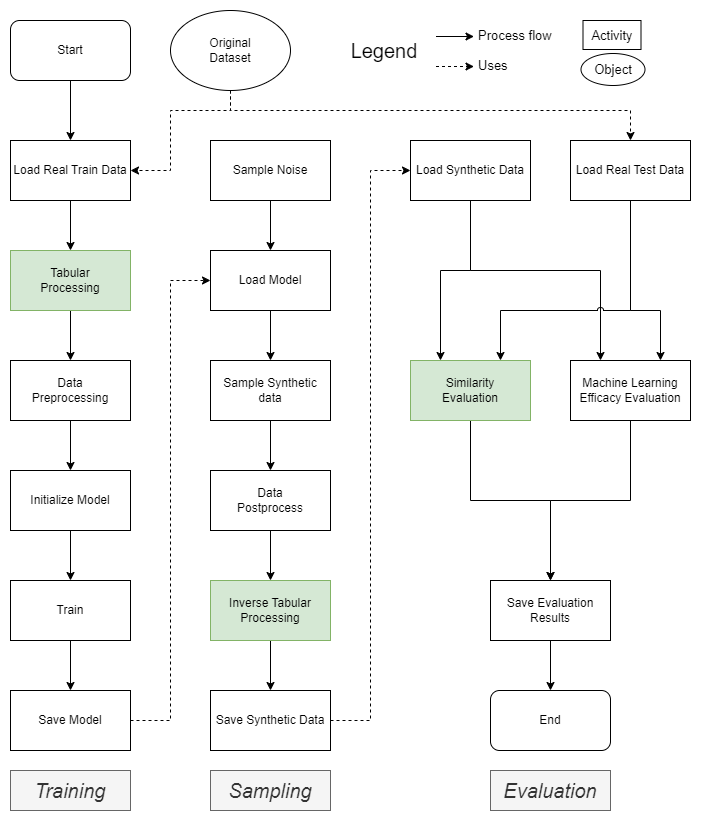 Start
Original
Dataset
Legend
Process flow
Uses
Activity
Object
Load Real Train Data
Sample Noise
Load Synthetic Data
Load Real Test Data
Tabular
Processing
Load Model
Data
Preprocessing
Sample Synthetic
data
Similarity
Evaluation
Machine Learning
Efficacy Evaluation
Initialize Model
Data
Postprocess
Train
Inverse Tabular
Processing
Save Evaluation
Results
Save Model
Save Synthetic Data
End
Training
Sampling
Evaluation